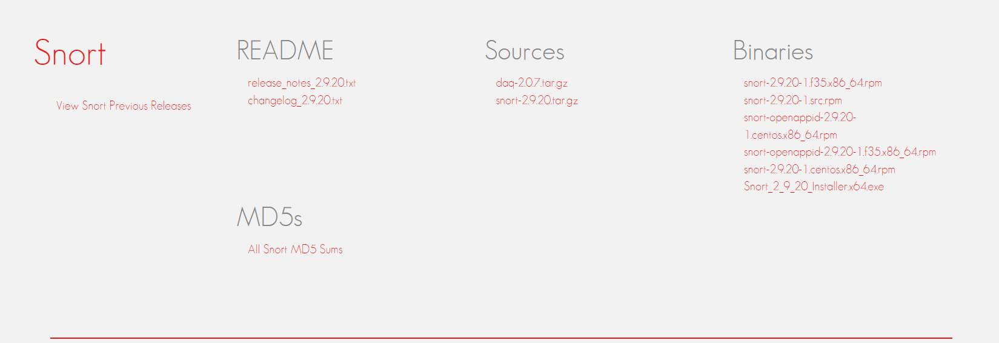 Snort
View Snort Previous Releases
README
release_notes_2.9.20.txt
changelog_2.9.20.txt
MD5s
All Snort MD5 Sums
Sources
daq-2.0.7.tar.gz
snort-2.9.20.tar.gz
Binaries
snort-2.9.20-1.f35.x86_64.rpm
snort-2.9.20-1.src.rpm
snort-openappid-2.9.20-
1.centos.x86_64.rpm
snort-openappid-2.9.20-1.f35.x86_64.rpm
snort-2.9.20-1.centos.x86_64.rpm
Snort_2_9_20_Installer.x64.exe